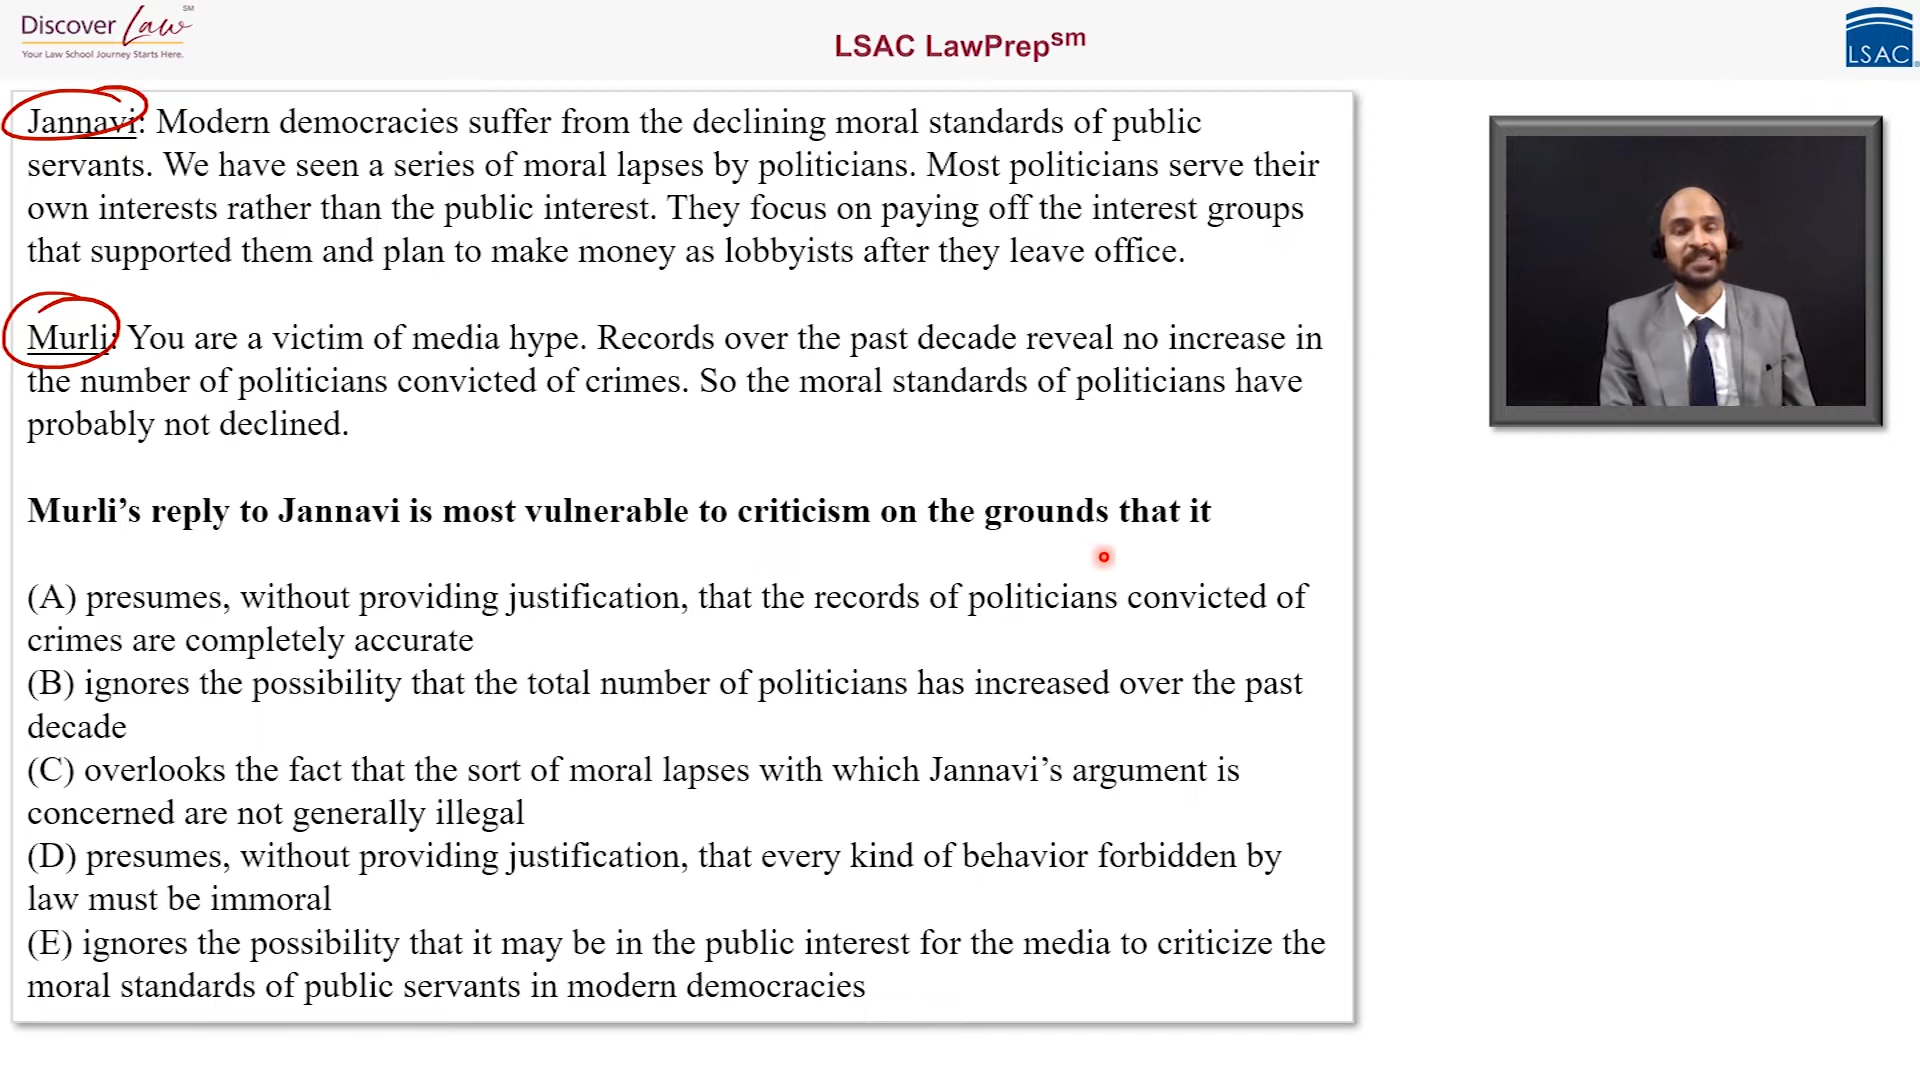 Discover Law SM
Your Law School Journey Starts Here.
LSAC LawPrepsm
LSAC®
Jannavi: Modern democracies suffer from the declining moral standards of public
servants. We have seen a series of moral lapses by politicians. Most politicians serve their
own interests rather than the public interest. They focus on paying off the interest groups
that supported them and plan to make money as lobbyists after they leave office.
Murli: You are a victim of media hype. Records over the past decade reveal no increase in
the number of politicians convicted of crimes. So the moral standards of politicians have
probably not declined.
Murli’s reply to Jannavi is most vulnerable to criticism on the grounds that it
(A) presumes, without providing justification, that the records of politicians convicted of
crimes are completely accurate
(B) ignores the possibility that the total number of politicians has increased over the past
decade
(C) overlooks the fact that the sort of moral lapses with which Jannavi’s argument is
concerned are not generally illegal
(D) presumes, without providing justification, that every kind of behavior forbidden by
law must be immoral
(E) ignores the possibility that it may be in the public interest for the media to criticize the
moral standards of public servants in modern democracies